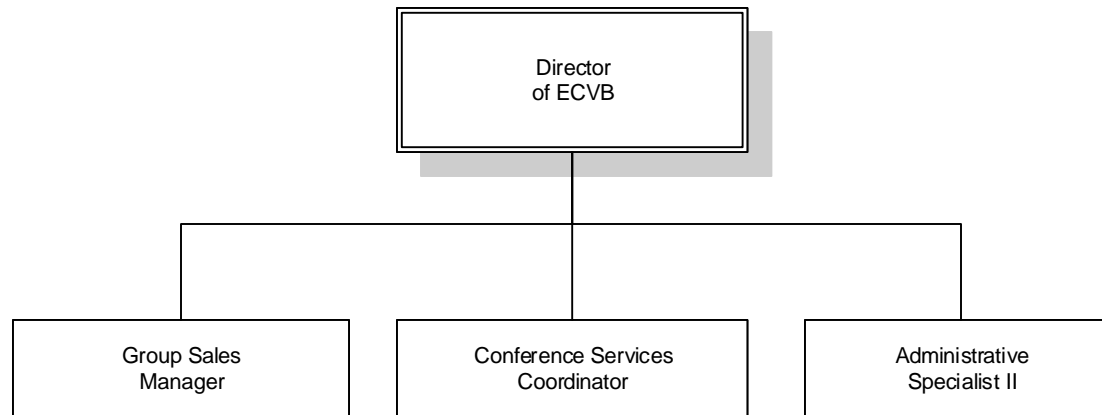 Director
of ECVB
Group Sales
Manager
Conference Services
Coordinator
Administrative
Specialist II